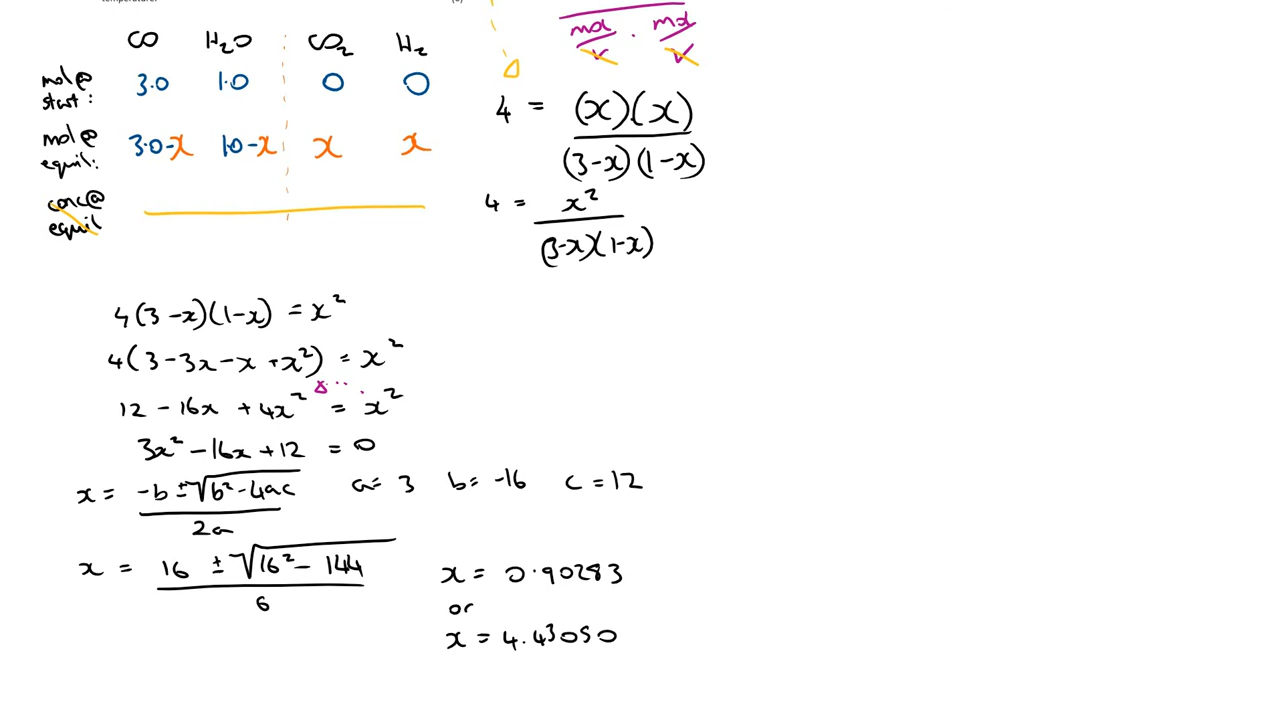 temperature. (6)
CO H₂O CO₂ H₂
mol@ start: 3.0 1.0 0 0
mol@ equil: 3.0-x 1.0-x x x
conc@ equil
mol/V . mol/V
4 = (x)(x)/(3-x)(1-x)
4 = x²/(3-x)(1-x)
4(3-x)(1-x) = x²
4(3-3x-x+x²) = x²
12 - 16x + 4x² = x²
3x² - 16x + 12 = 0
x = -b ± √b² - 4ac / 2a a = 3 b = -16 c = 12
x = 16 ± √16² - 144 / 6
x = 0.90283
or
x = 4.43050